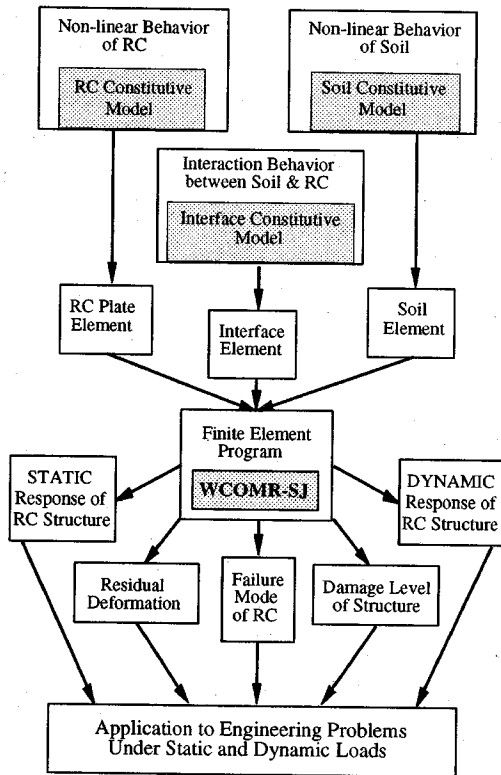 Non-linear Behavior
of RC
RC Constitutive
Model
Non-linear Behavior
of Soil
Soil Constitutive
Model
Interaction Behavior
between Soil & RC
Interface Constitutive
Model
RC Plate
Element
Interface
Element
Soil
Element
Finite Element
Program
WCOMR-SJ
STATIC
Response of
RC Structure
DYNAMIC
Response of
RC Structure
Residual
Deformation
Failure
Mode
of RC
Damage Level
of Structure
Application to Engineering Problems
Under Static and Dynamic Loads